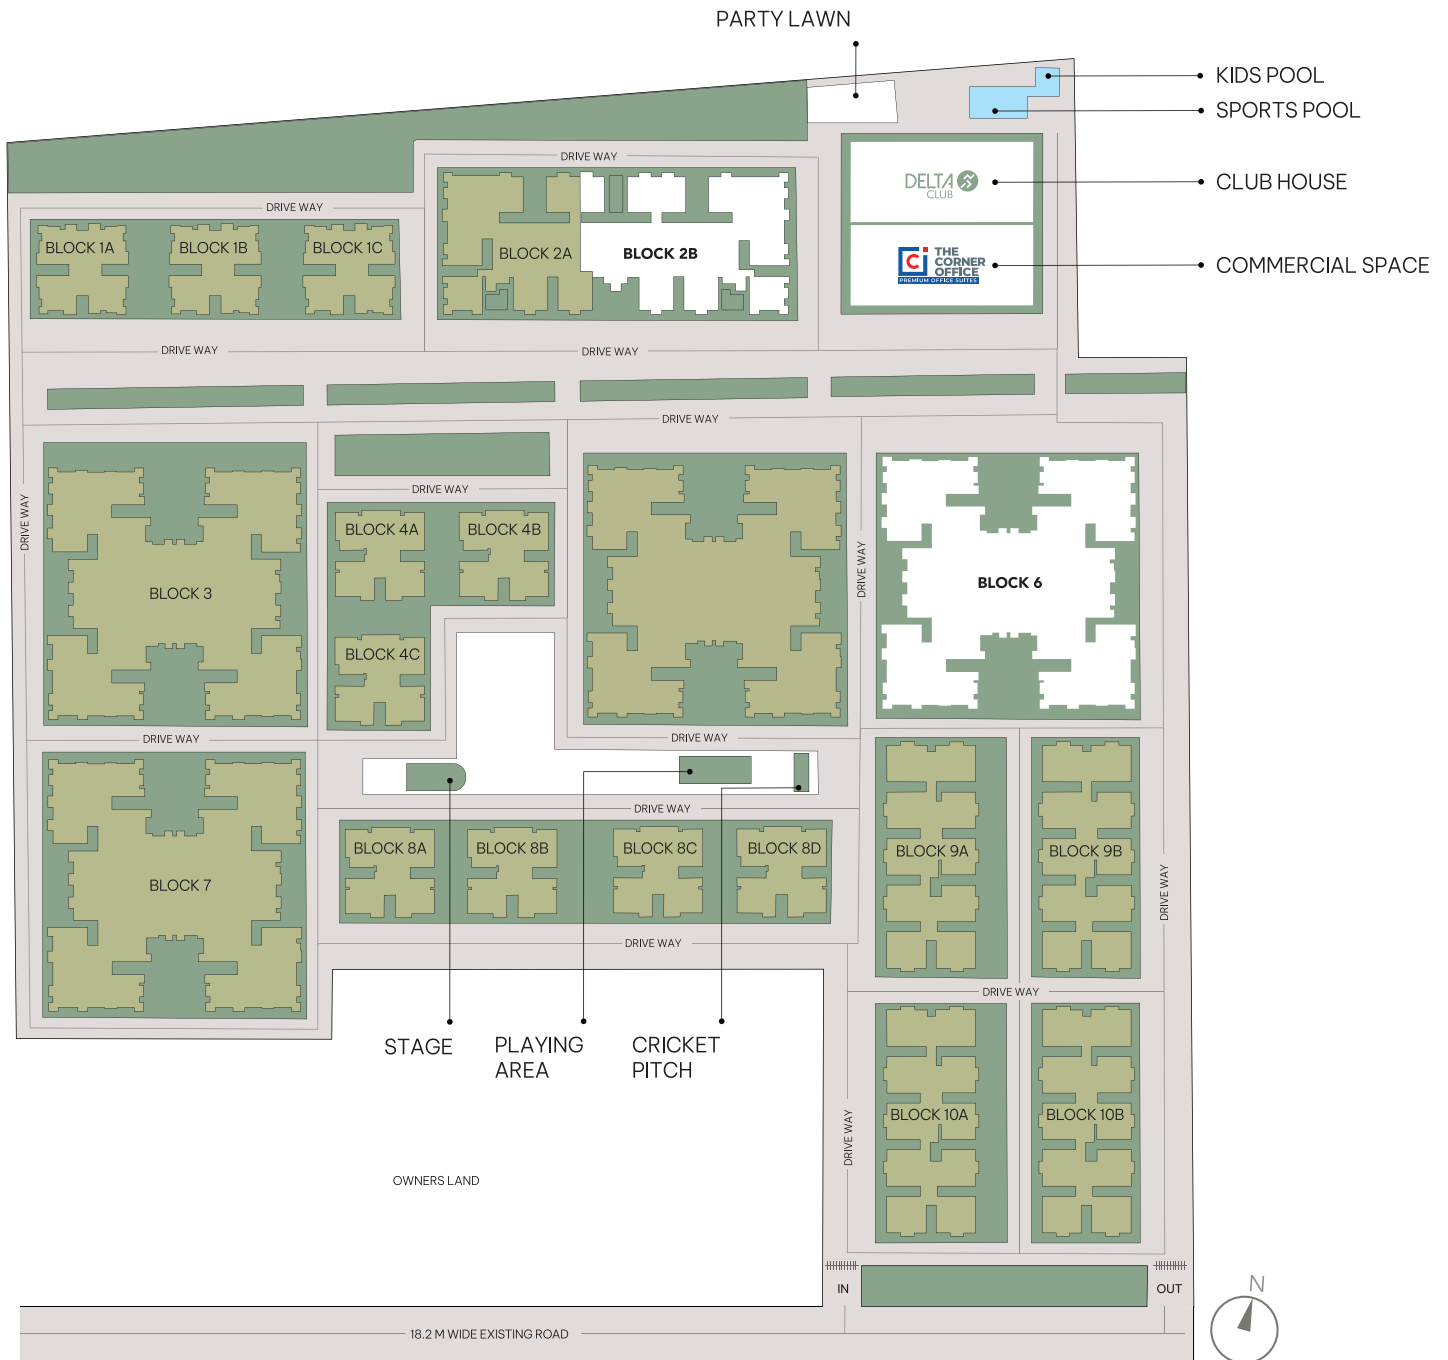 PARTY LAWN
KIDS POOL
SPORTS POOL
DRIVE WAY
DELTA
CLUB
CLUB HOUSE
DRIVE WAY
BLOCK 1A
BLOCK 1B
BLOCK 1C
BLOCK 2A
BLOCK 2B
Ci
THE
CORNER
OFFICE
PREMIUM OFFICE SUITES
COMMERCIAL SPACE
DRIVE WAY
DRIVE WAY
DRIVE WAY
DRIVE WAY
DRIVE WAY
BLOCK 4A
BLOCK 4B
DRIVE WAY
BLOCK 3
BLOCK 6
BLOCK 4C
DRIVE WAY
DRIVE WAY
DRIVE WAY
BLOCK 8A
BLOCK 8B
BLOCK 8C
BLOCK 8D
BLOCK 9A
BLOCK 9B
BLOCK 7
DRIVE WAY
DRIVE WAY
DRIVE WAY
STAGE
PLAYING
AREA
CRICKET
PITCH
BLOCK 10A
BLOCK 10B
DRIVE WAY
OWNERS LAND
IN
OUT
N
18.2 M WIDE EXISTING ROAD